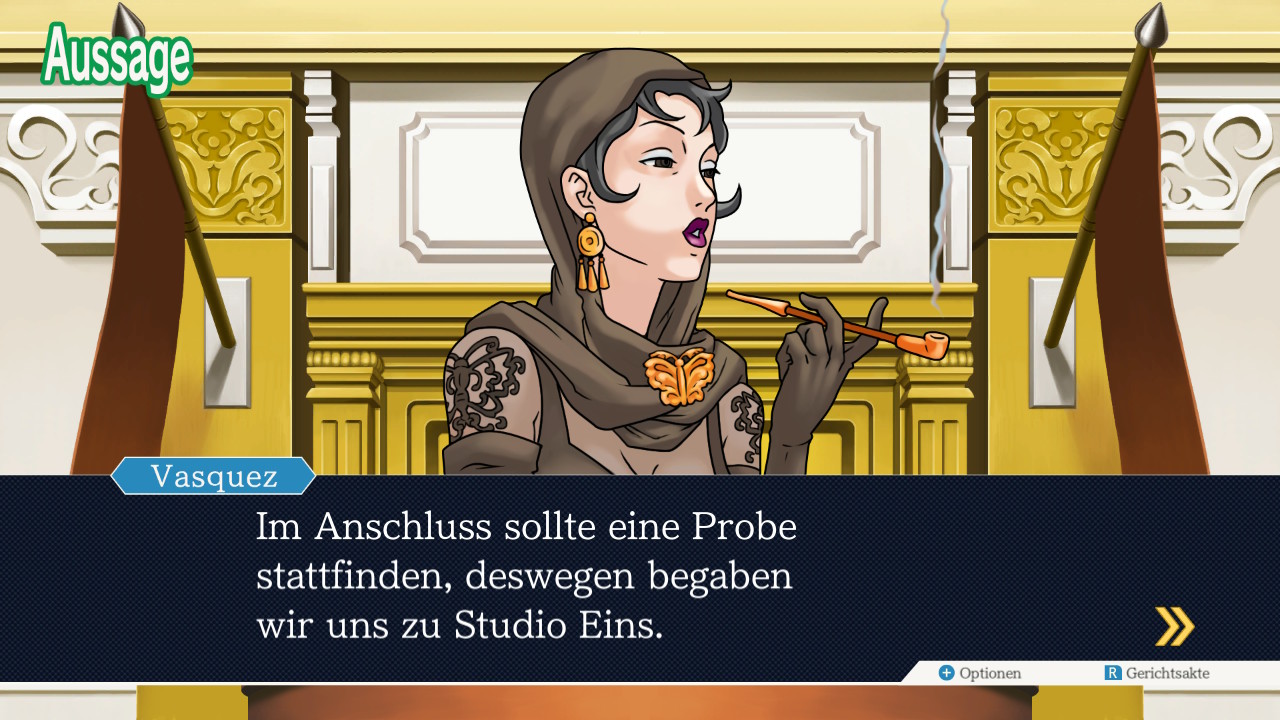 Aussage
Vasquez
Im Anschluss sollte eine Probe
stattfinden, deswegen begaben
wir uns zu Studio Eins.
+ Optionen
R Gerichtsakte